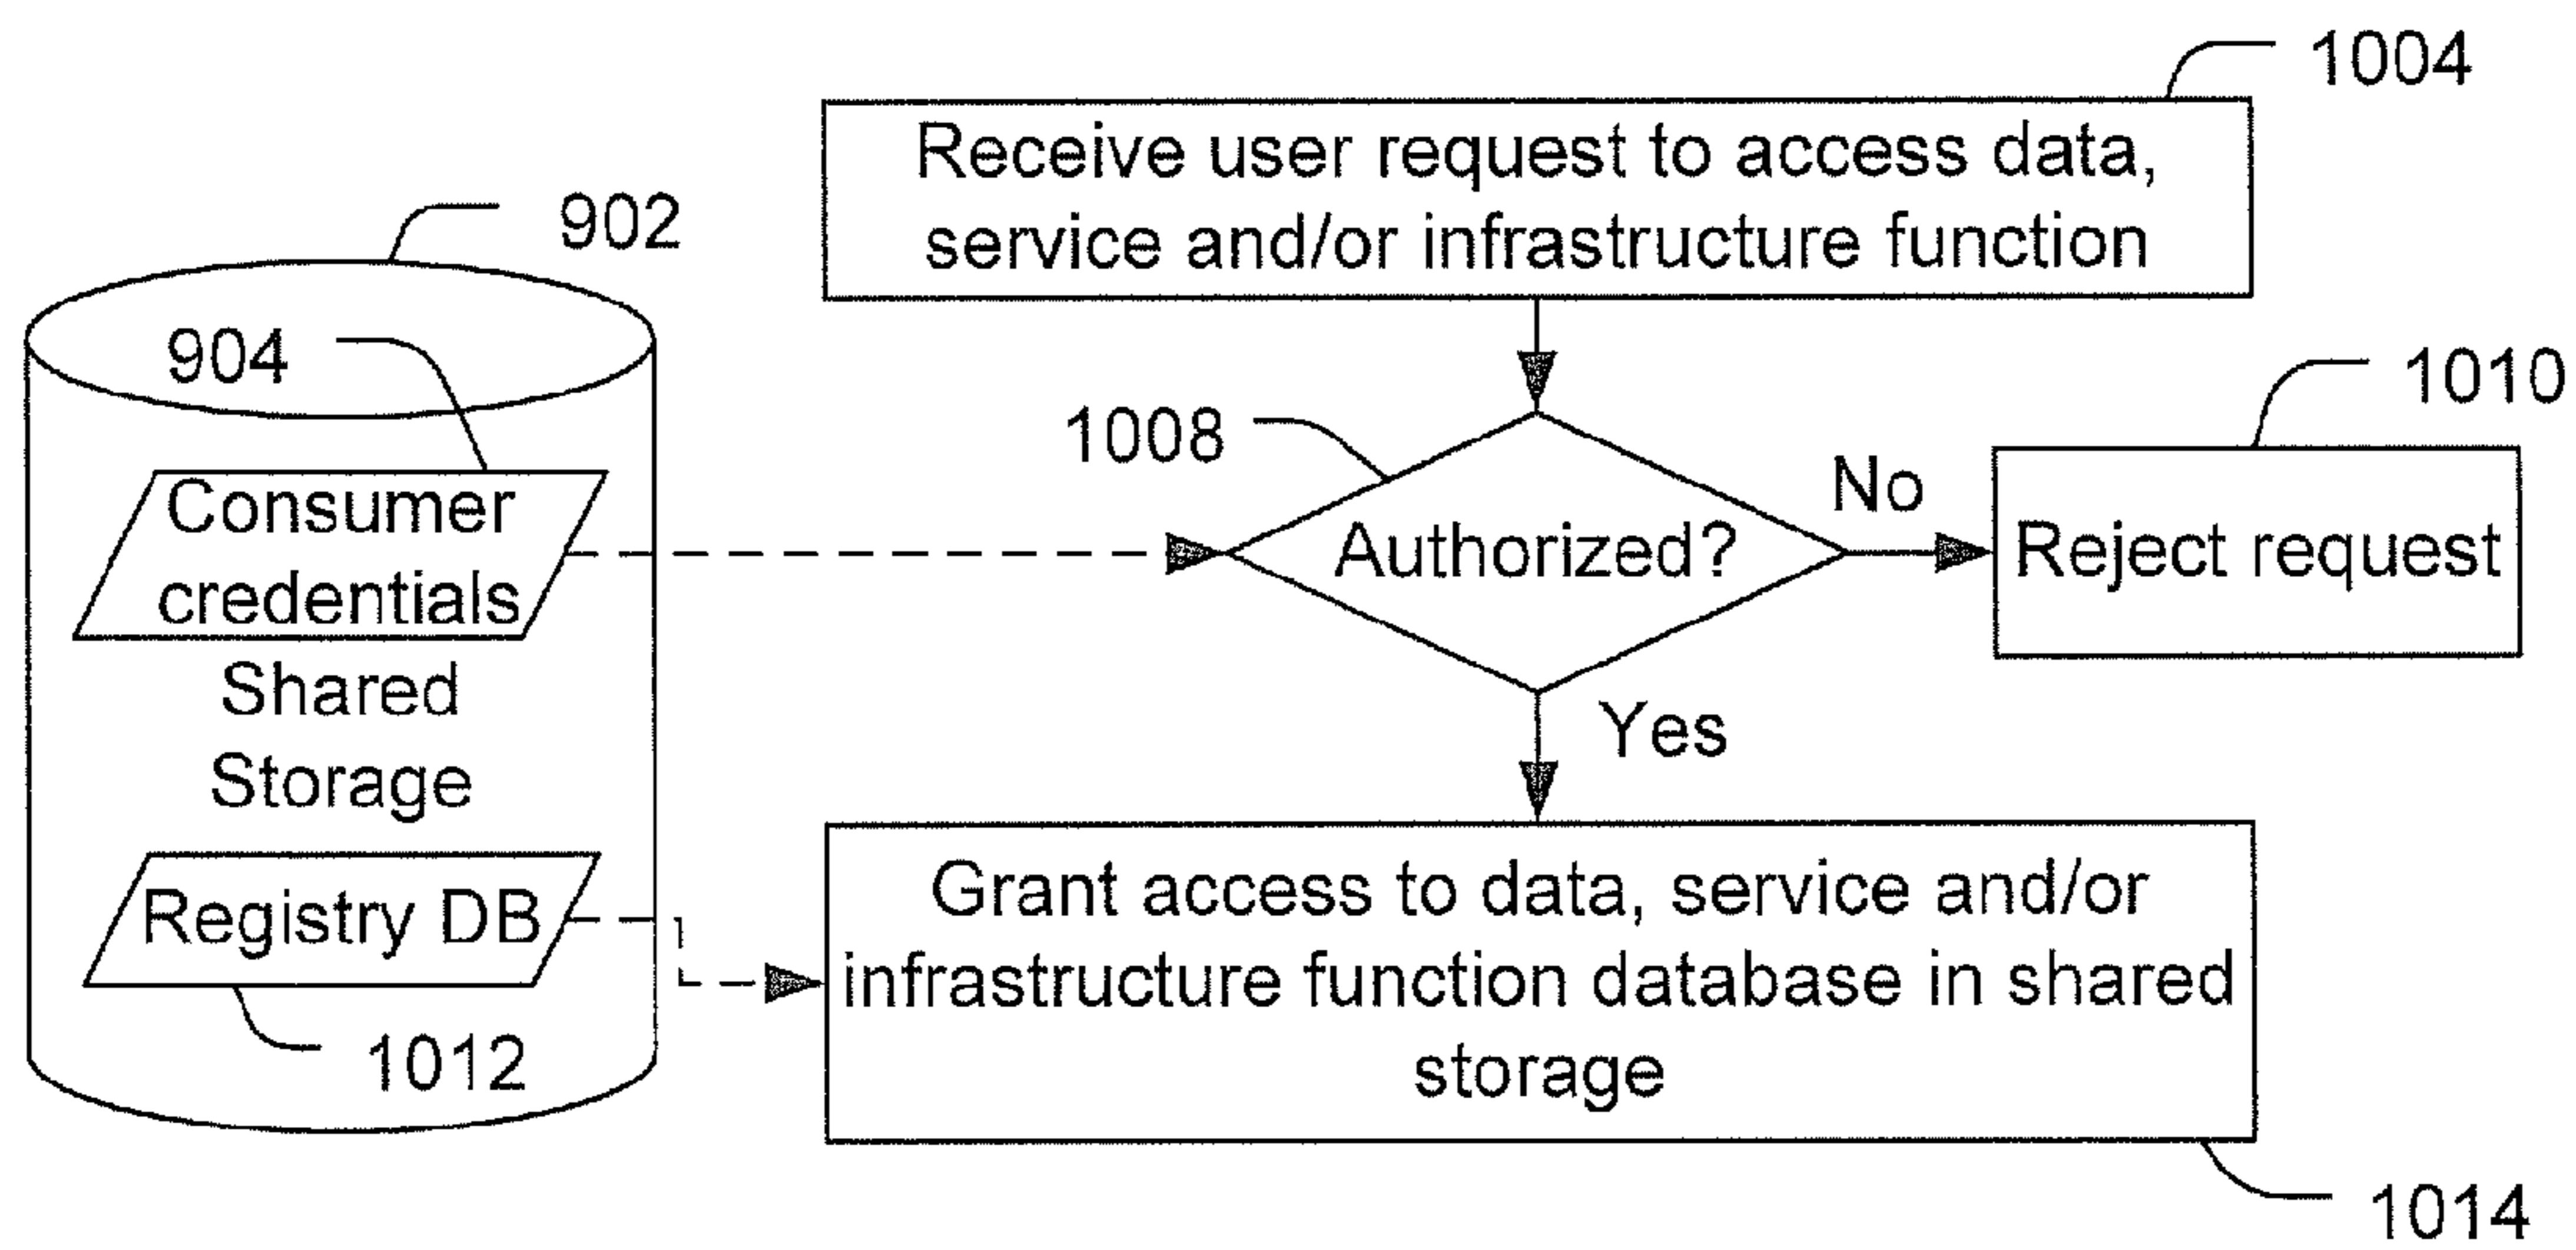 1004
Receive user request to access data,
service and/or infrastructure function
902
904
Consumer
credentials
Shared
Storage
Registry DB
1012
1008
Authorized?
No
1010
Reject request
Yes
Grant access to data, service and/or
infrastructure function database in shared
storage
1014